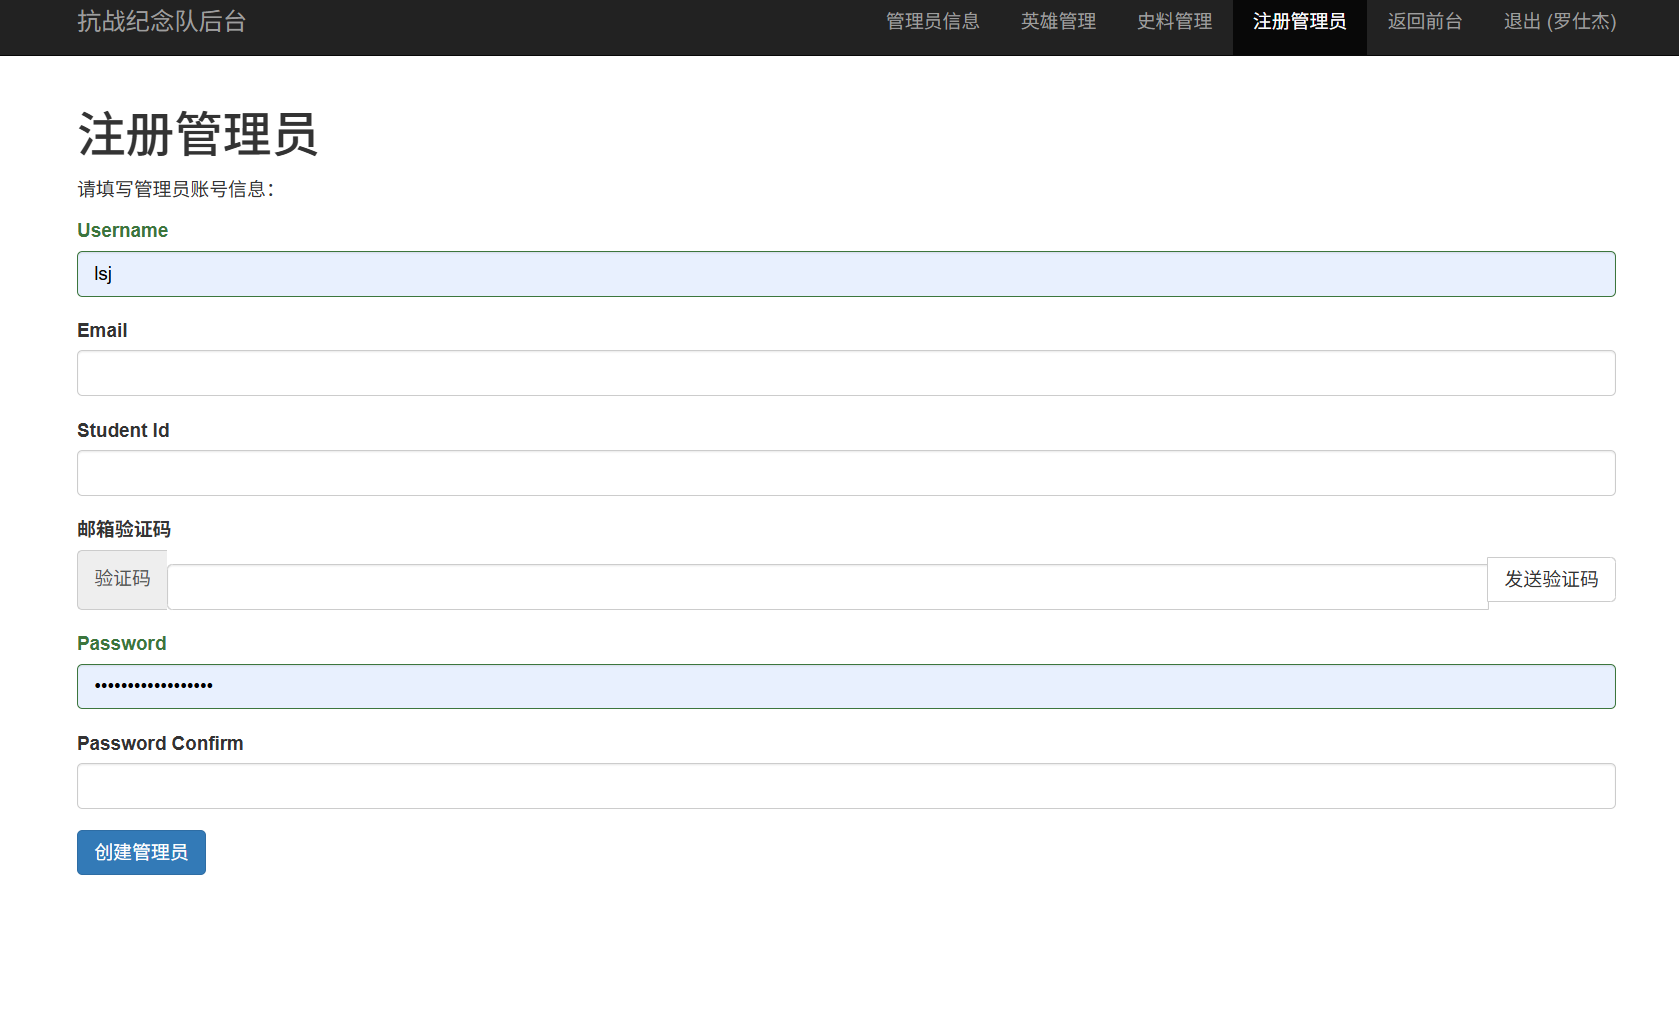 抗战纪念队后台 管理员信息 英雄管理 史料管理 注册管理员 返回前台 退出 (罗仕杰)
注册管理员
请填写管理员账号信息：
Username
lsj
Email
Student Id
邮箱验证码
验证码 发送验证码
Password
••••••••••••••••••
Password Confirm
创建管理员